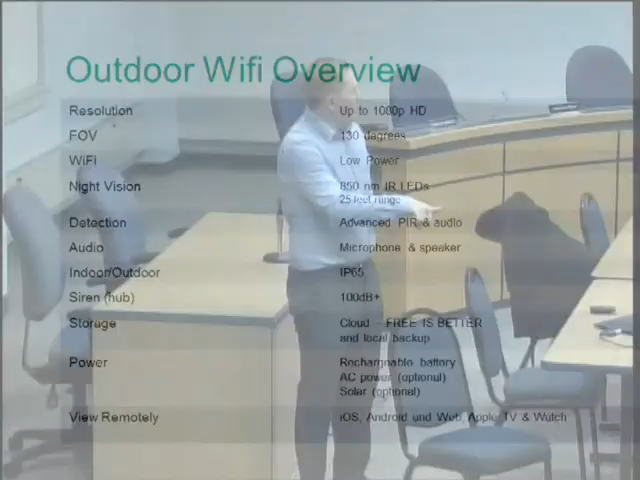 Outdoor Wifi Overview
Resolution Up to 1080p HD
FOV 130 degrees
WiFi Low Power
Night Vision 850 nm IR LEDs
25 feet range
Detection Advanced PIR & audio
Audio Microphone & speaker
Indoor/Outdoor IP65
Siren (hub) 100dB+
Storage Cloud - FREE IS BETTER
and local backup
Power Rechargeable battery
AC power (optional)
Solar (optional)
View Remotely iOS, Android und Web, Apple TV & Watch